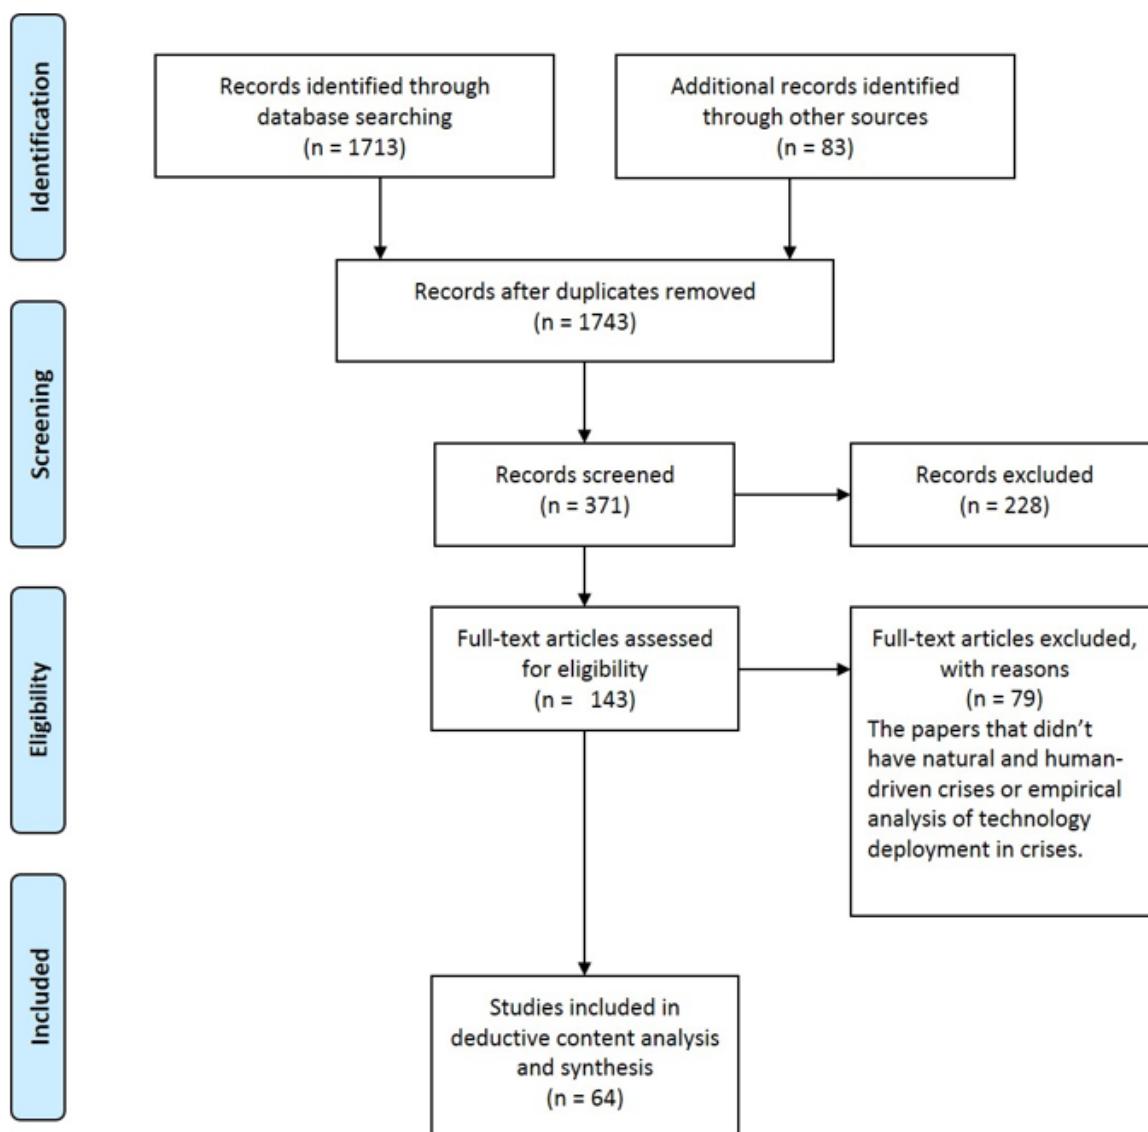 Identification
Records identified through
database searching
(n = 1713)
Additional records identified
through other sources
(n = 83)
Records after duplicates removed
(n = 1743)
Screening
Records screened
(n = 371)
Records excluded
(n = 228)
Eligibility
Full-text articles assessed
for eligibility
(n = 143)
Full-text articles excluded,
with reasons
(n = 79)
The papers that didn't
have natural and human-
driven crises or empirical
analysis of technology
deployment in crises.
Included
Studies included in
deductive content analysis
and synthesis
(n = 64)